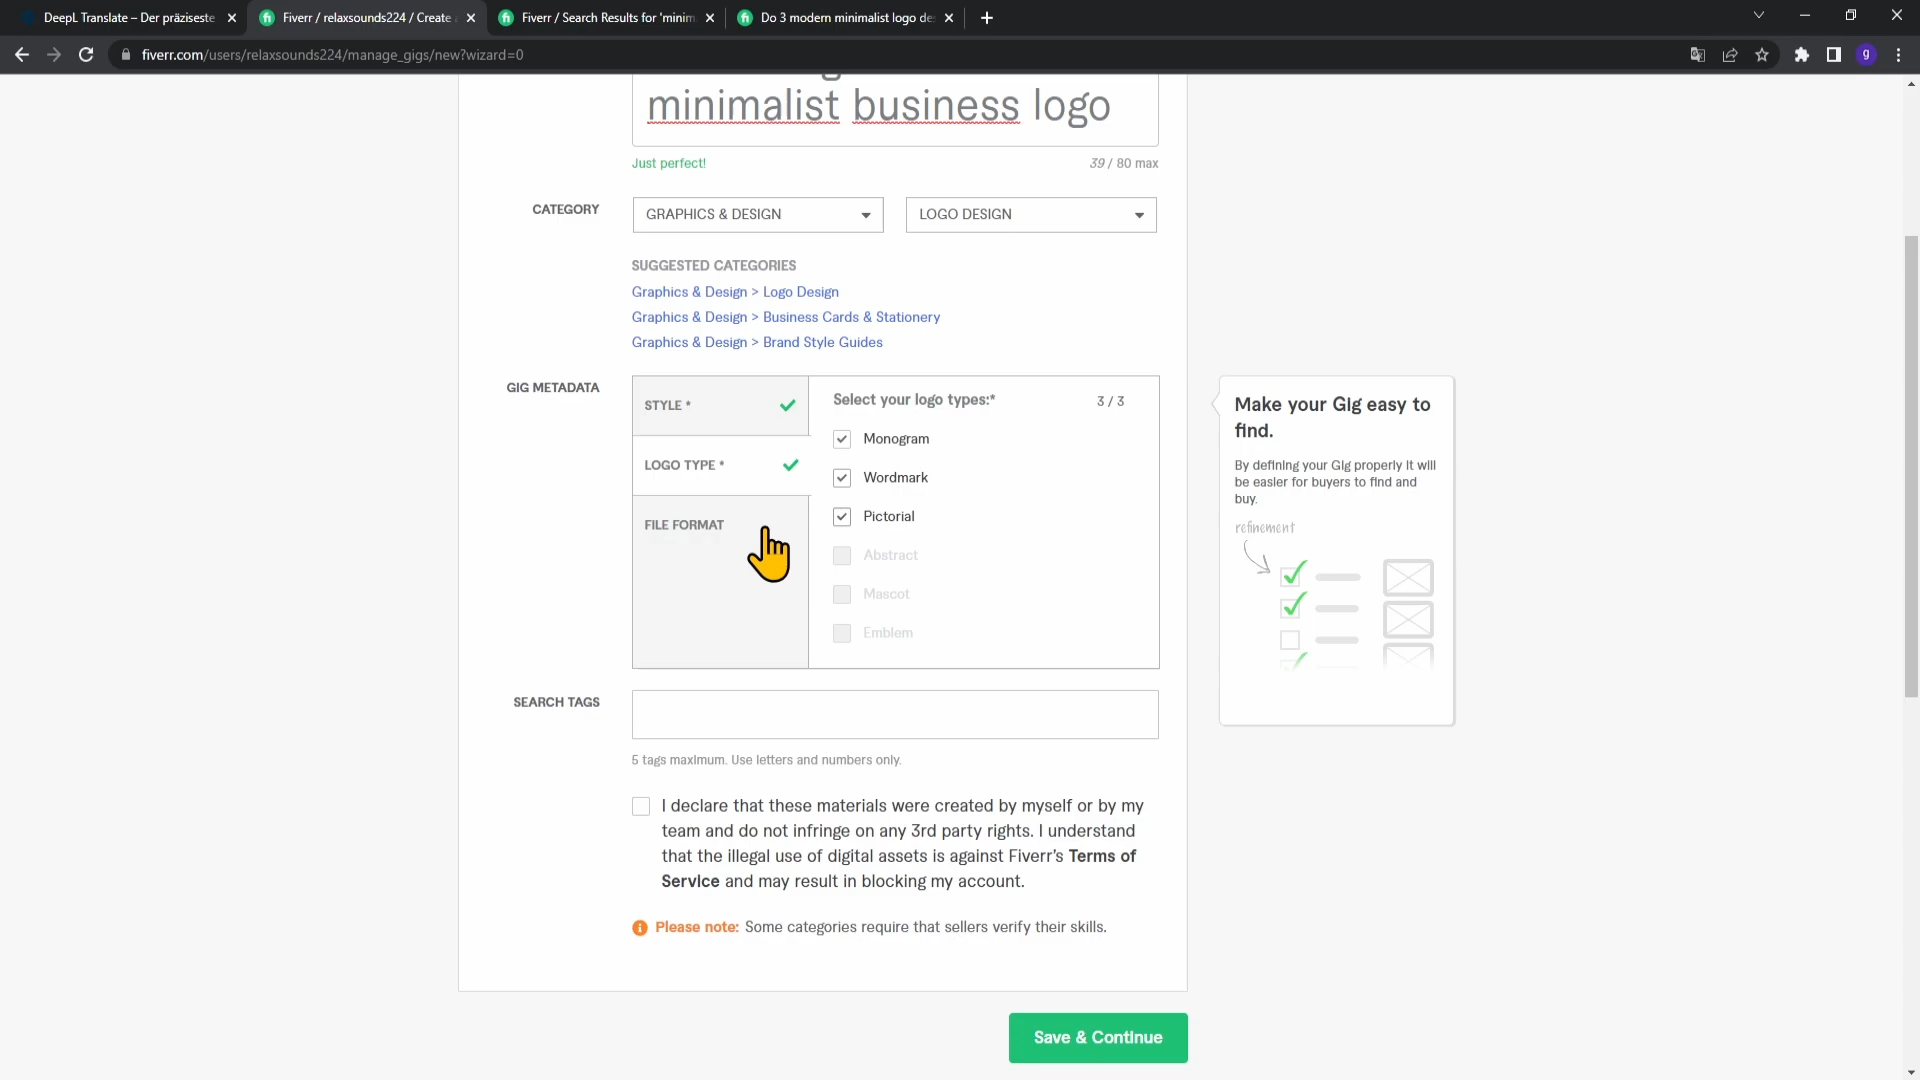 DeepL Translate – Der präziseste
Fiverr / relaxsounds224 / Create
Fiverr / Search Results for 'minim
Do 3 modern minimalist logo de
fiverr.com/users/relaxsounds224/manage_gigs/new?wizard=0
g
minimalist business logo
Just perfect!
39 / 80 max
CATEGORY
GRAPHICS & DESIGN
LOGO DESIGN
SUGGESTED CATEGORIES
Graphics & Design > Logo Design
Graphics & Design > Business Cards & Stationery
Graphics & Design > Brand Style Guides
GIG METADATA
STYLE *
LOGO TYPE *
FILE FORMAT
Select your logo types:*
3 / 3
Monogram
Wordmark
Pictorial
Abstract
Mascot
Emblem
Make your Gig easy to
find.
By defining your Gig properly it will
be easier for buyers to find and
buy.
refinement
SEARCH TAGS
5 tags maximum. Use letters and numbers only.
I declare that these materials were created by myself or by my
team and do not infringe on any 3rd party rights. I understand
that the illegal use of digital assets is against Fiverr's Terms of
Service and may result in blocking my account.
Please note: Some categories require that sellers verify their skills.
Save & Continue